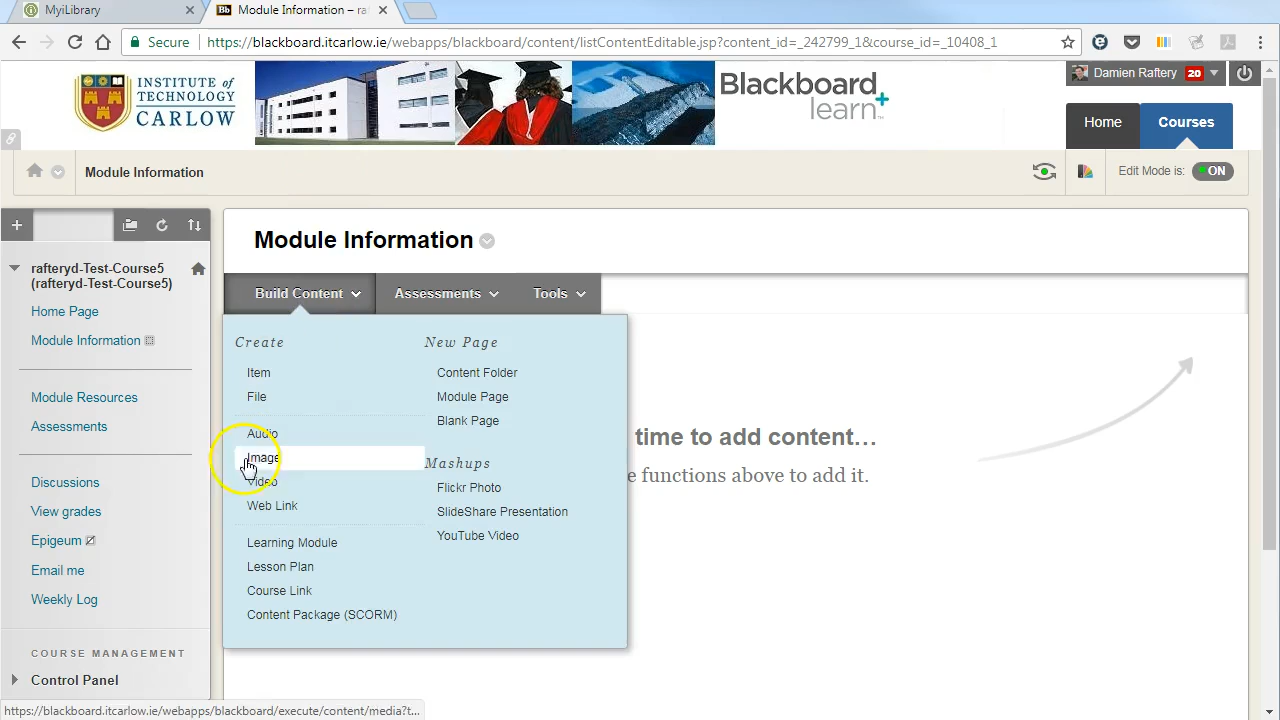 MyiLibrary
Bb Module Information – ra
Secure https://blackboard.itcarlow.ie/webapps/blackboard/content/listContentEditable.jsp?content_id=_242799_1&course_id=_10408_1
INSTITUTE of
TECHNOLOGY
CARLOW
Blackboard
learn+
Damien Raftery 20
Home
Courses
Module Information
Edit Mode is: ON
rafteryd-Test-Course5
(rafteryd-Test-Course5)
Home Page
Module Information
Module Resources
Assessments
Discussions
View grades
Epigeum
Email me
Weekly Log
COURSE MANAGEMENT
Control Panel
Module Information
Build Content
Assessments
Tools
Create
Item
File
Audio
Image
Video
Web Link
Learning Module
Lesson Plan
Course Link
Content Package (SCORM)
New Page
Content Folder
Module Page
Blank Page
Mashups
Flickr Photo
SlideShare Presentation
YouTube Video
time to add content...
e functions above to add it.
https://blackboard.itcarlow.ie/webapps/blackboard/execute/content/media?t...